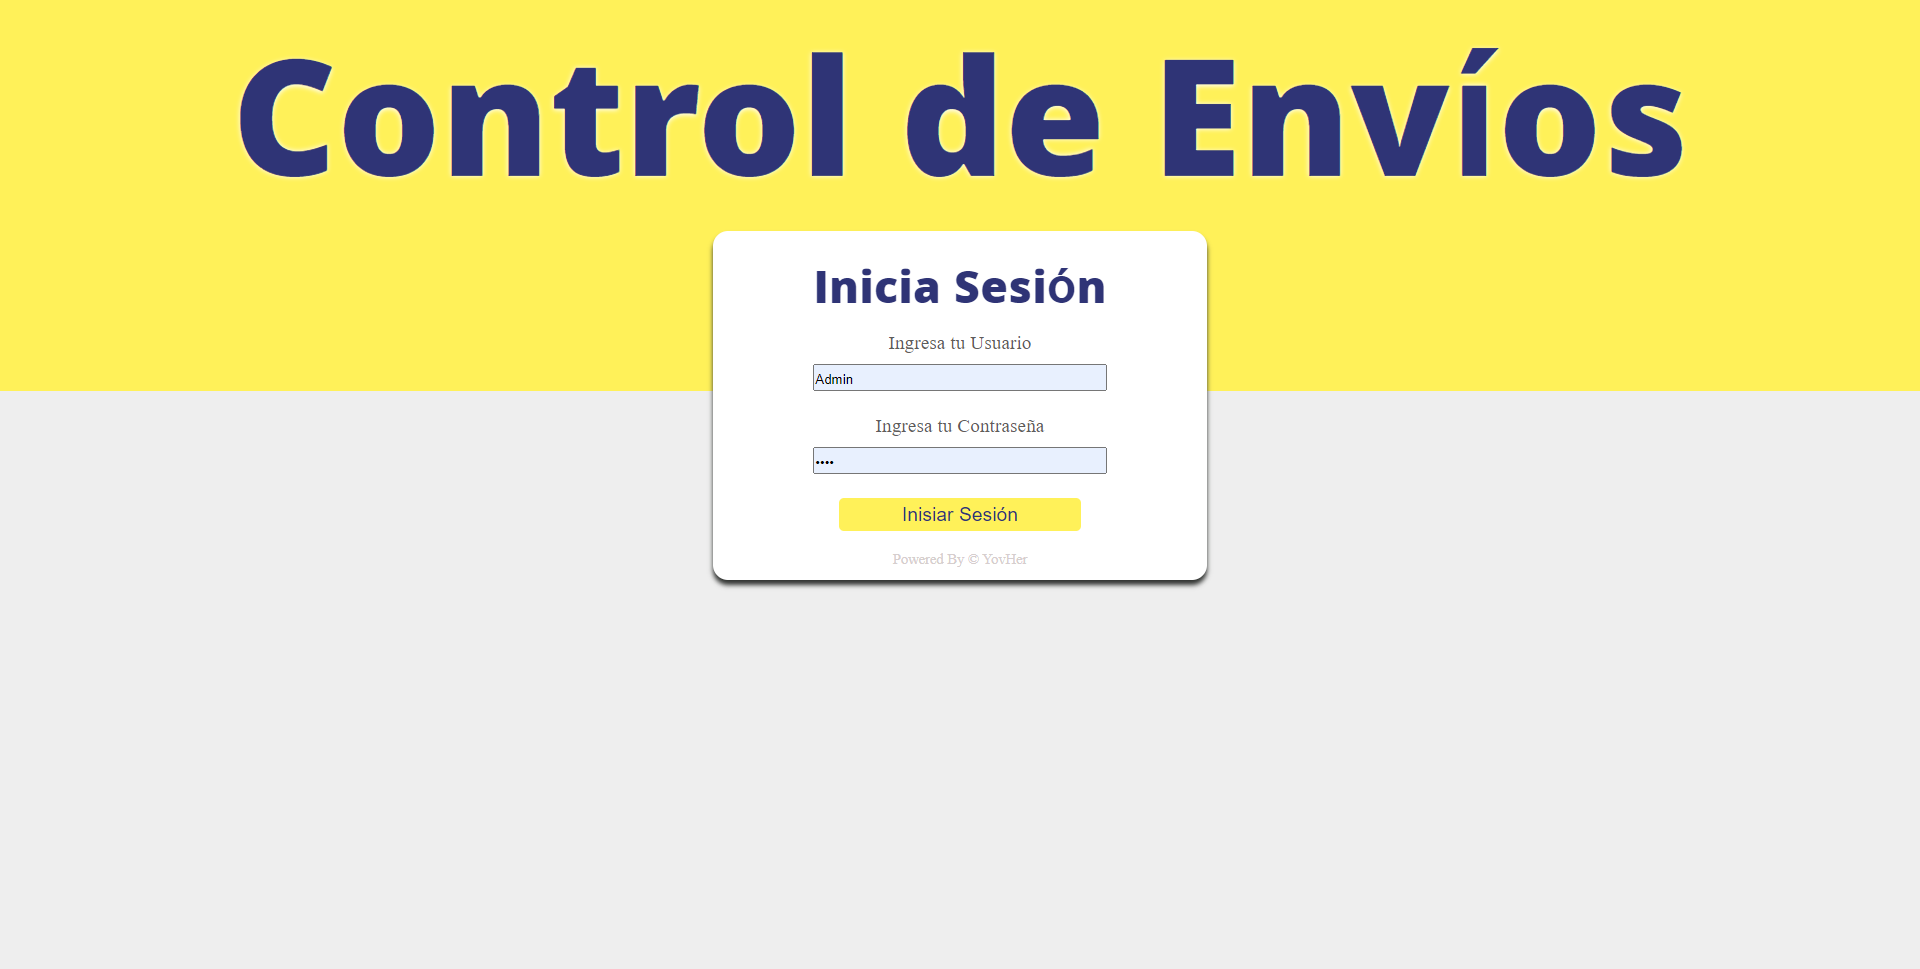 Control de Envíos
Inicia Sesión
Ingresa tu Usuario
Admin
Ingresa tu Contraseña
••••
Inisiar Sesión
Powered By © YovHer